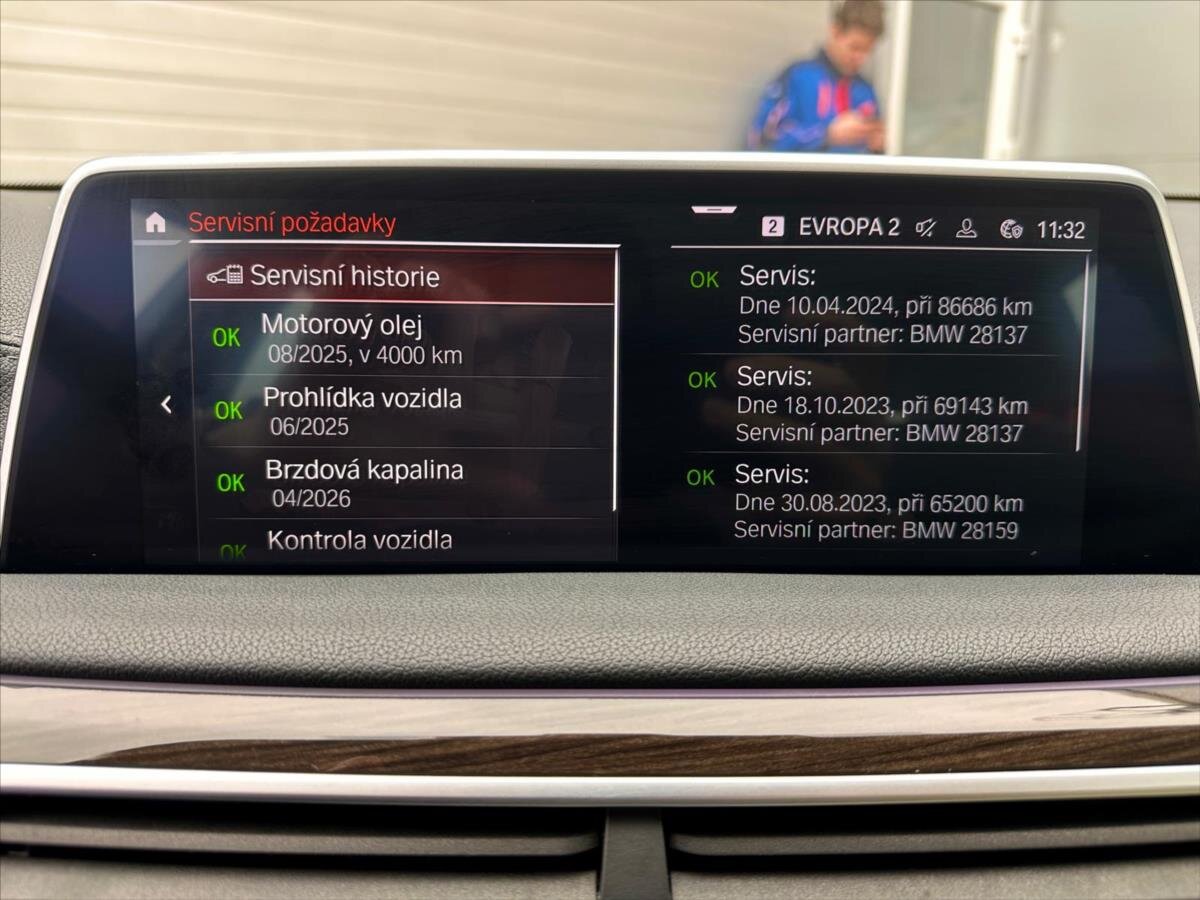 Servisní požadavky
2 EVROPA 2 11:32
Servisní historie
OK Motorový olej
08/2025, v 4000 km
OK Prohlídka vozidla
06/2025
OK Brzdová kapalina
04/2026
OK Kontrola vozidla
OK Servis:
Dne 10.04.2024, při 86686 km
Servisní partner: BMW 28137
OK Servis:
Dne 18.10.2023, při 69143 km
Servisní partner: BMW 28137
OK Servis:
Dne 30.08.2023, při 65200 km
Servisní partner: BMW 28159